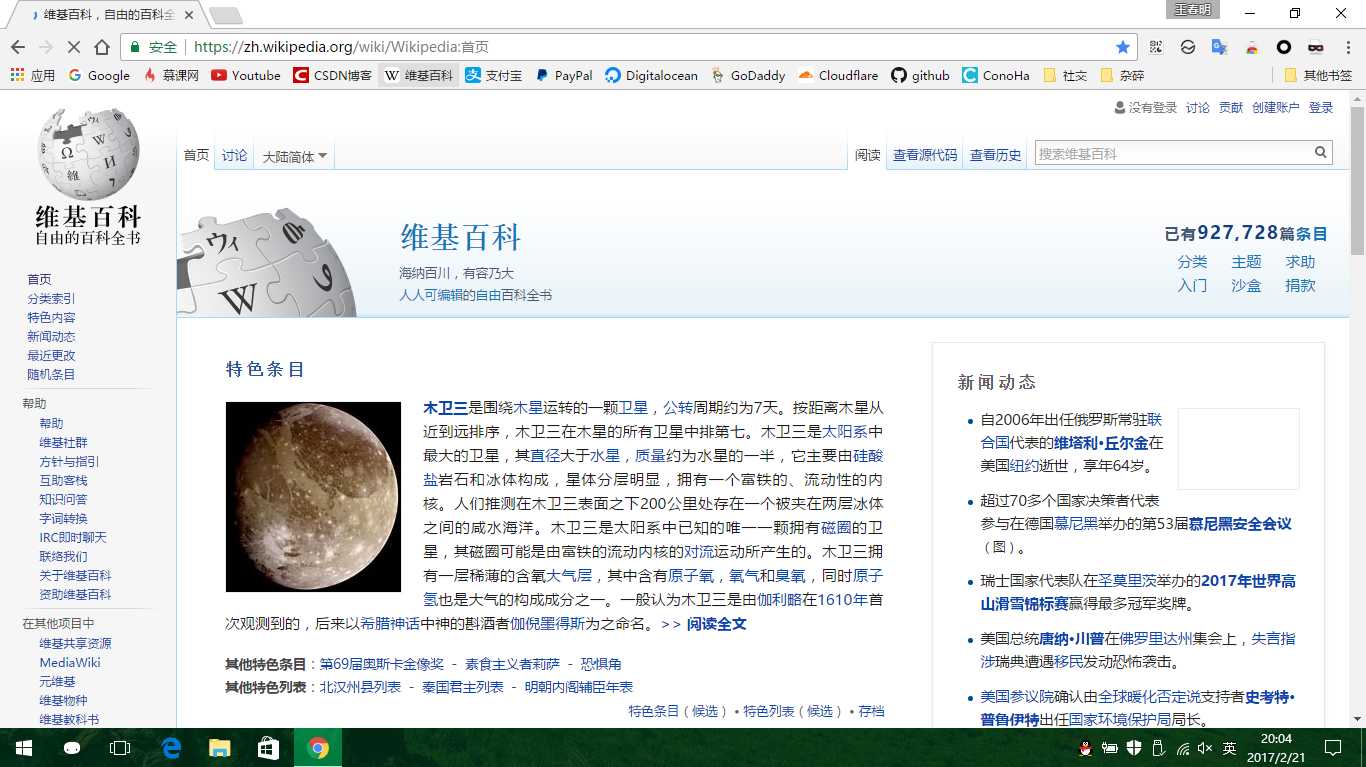 维基百科，自由的百科全
王春明
安全 https://zh.wikipedia.org/wiki/Wikipedia:首页
应用 Google 慕课网 Youtube CSDN博客 维基百科 支付宝 PayPal Digitalocean GoDaddy Cloudflare github ConoHa 社交 杂碎 其他书签
没有登录 讨论 贡献 创建账户 登录
首页 讨论 大陆简体 阅读 查看源代码 查看历史 搜索维基百科
维基百科
自由的百科全书
首页
分类索引
特色内容
新闻动态
最近更改
随机条目
帮助
帮助
维基社群
方针与指引
互助客栈
知识问答
字词转换
IRC即时聊天
联络我们
关于维基百科
资助维基百科
在其他项目中
维基共享资源
MediaWiki
元维基
维基物种
维基教科书
维基百科
海纳百川，有容乃大
人人可编辑的自由百科全书
已有927,728篇条目
分类 主题 求助
入门 沙盒 捐款
特色条目
木卫三是围绕木星运转的一颗卫星，公转周期约为7天。按距离木星从
近到远排序，木卫三在木星的所有卫星中排第七。木卫三是太阳系中
最大的卫星，其直径大于水星，质量约为水星的一半，它主要由硅酸
盐岩石和冰体构成，星体分层明显，拥有一个富铁的、流动性的内
核。人们推测在木卫三表面之下200公里处存在一个被夹在两层冰体
之间的咸水海洋。木卫三是太阳系中已知的唯一一颗拥有磁圈的卫
星，其磁圈可能是由富铁的流动内核的对流运动所产生的。木卫三拥
有一层稀薄的含氧大气层，其中含有原子氧，氧气和臭氧，同时原子
氢也是大气的构成成分之一。一般认为木卫三是由伽利略在1610年首
次观测到的，后来以希腊神话中神的斟酒者伽倪墨得斯为之命名。>> 阅读全文
其他特色条目：第69届奥斯卡金像奖 - 素食主义者莉萨 - 恐惧角
其他特色列表：北汉州县列表 - 秦国君主列表 - 明朝内阁辅臣年表
特色条目（候选） • 特色列表（候选） • 存档
新闻动态
自2006年出任俄罗斯常驻联
合国代表的维塔利·丘尔金在
美国纽约逝世，享年64岁。
超过70多个国家决策者代表
参与在德国慕尼黑举办的第53届慕尼黑安全会议
（图）。
瑞士国家代表队在圣莫里茨举办的2017年世界高
山滑雪锦标赛赢得最多冠军奖牌。
美国总统唐纳·川普在佛罗里达州集会上，失言指
涉瑞典遭遇移民发动恐怖袭击。
美国参议院确认由全球暖化否定说支持者史考特·
普鲁伊特出任国家环境保护局局长。
英
20:04
2017/2/21